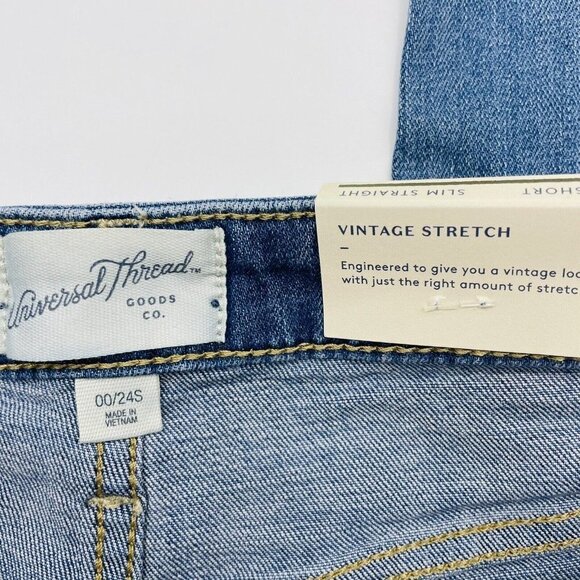 SLIM STRAIGHT SHORT
VINTAGE STRETCH
Engineered to give you a vintage loo
with just the right amount of stretc
Universal Thread™
GOODS
CO.
00/24S
MADE IN
VIETNAM